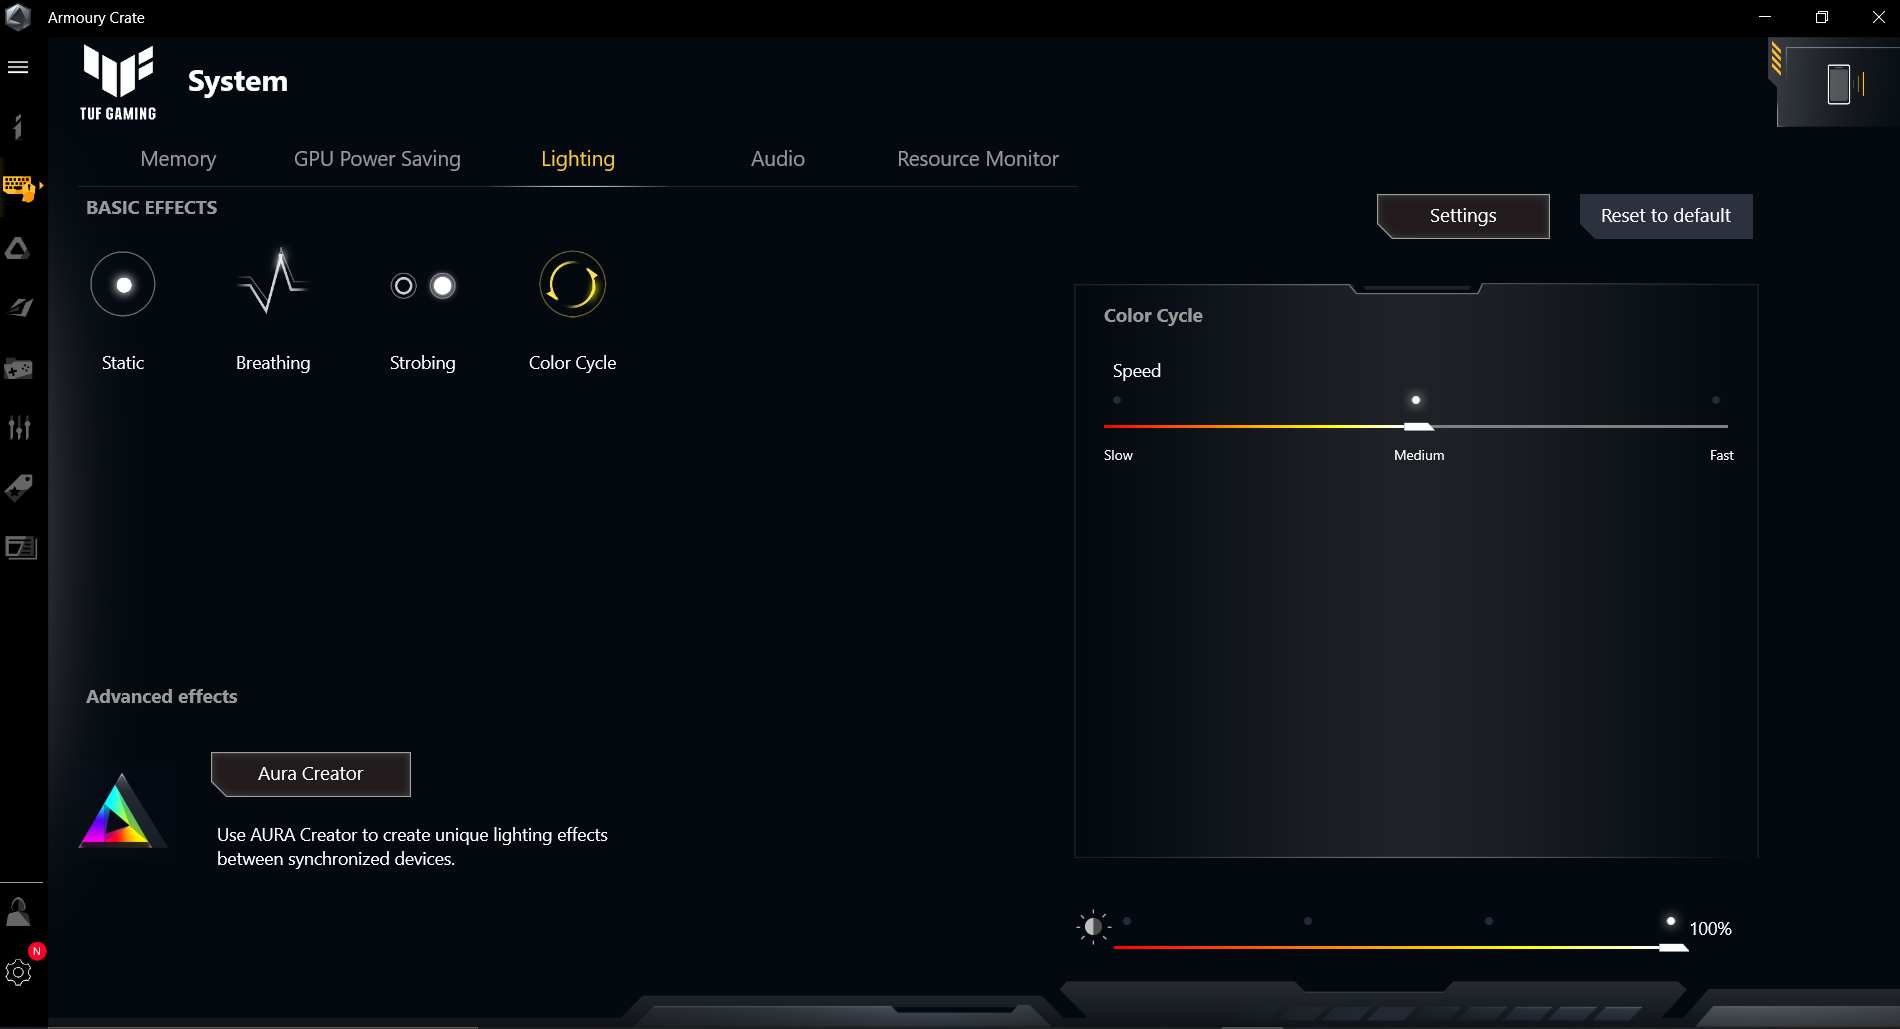 Armoury Crate
TUF GAMING
System
Memory
GPU Power Saving
Lighting
Audio
Resource Monitor
BASIC EFFECTS
Settings
Reset to default
Static
Breathing
Strobing
Color Cycle
Color Cycle
Speed
Slow
Medium
Fast
Advanced effects
Aura Creator
Use AURA Creator to create unique lighting effects
between synchronized devices.
100%
N